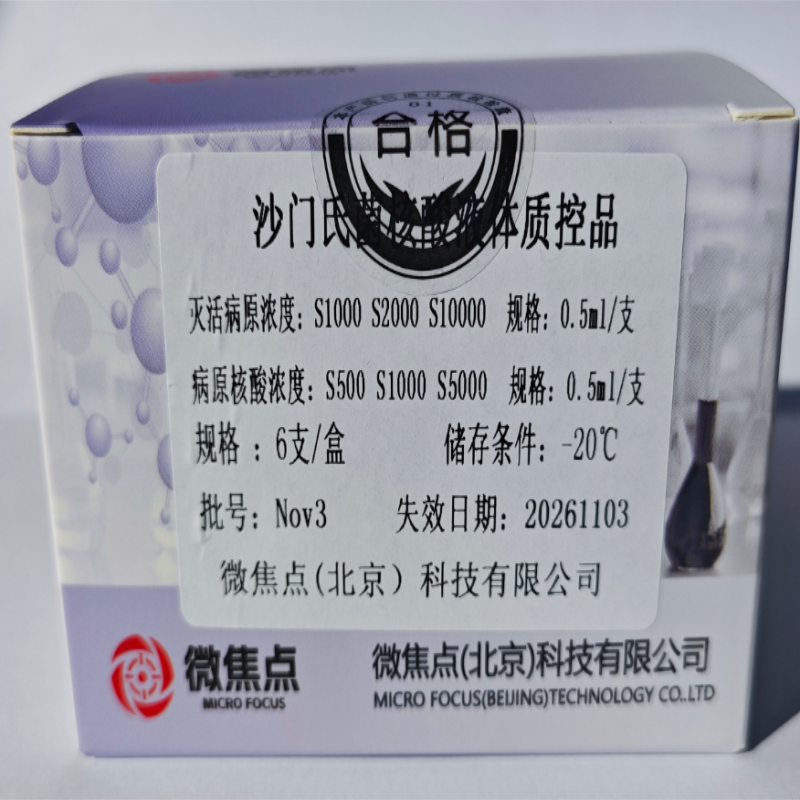 微焦点
01
合格
沙门氏菌核酸液体质控品
灭活病原浓度: S1000 S2000 S10000 规格: 0.5ml/支
病原核酸浓度: S500 S1000 S5000 规格: 0.5ml/支
规格 : 6支/盒 储存条件: -20℃
批号: Nov3 失效日期: 20261103
微焦点(北京) 科技有限公司
微焦点 微焦点(北京)科技有限公司
MICRO FOCUS MICRO FOCUS(BEIJING)TECHNOLOGY CO.,LTD